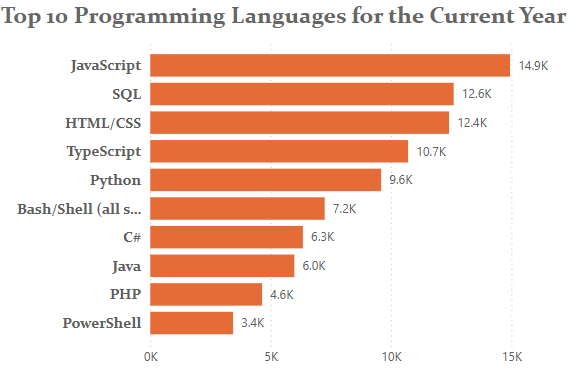 Top 10 Programming Languages for the Current Year
JavaScript 14.9K
SQL 12.6K
HTML/CSS 12.4K
TypeScript 10.7K
Python 9.6K
Bash/Shell (all s... 7.2K
C# 6.3K
Java 6.0K
PHP 4.6K
PowerShell 3.4K
0K 5K 10K 15K